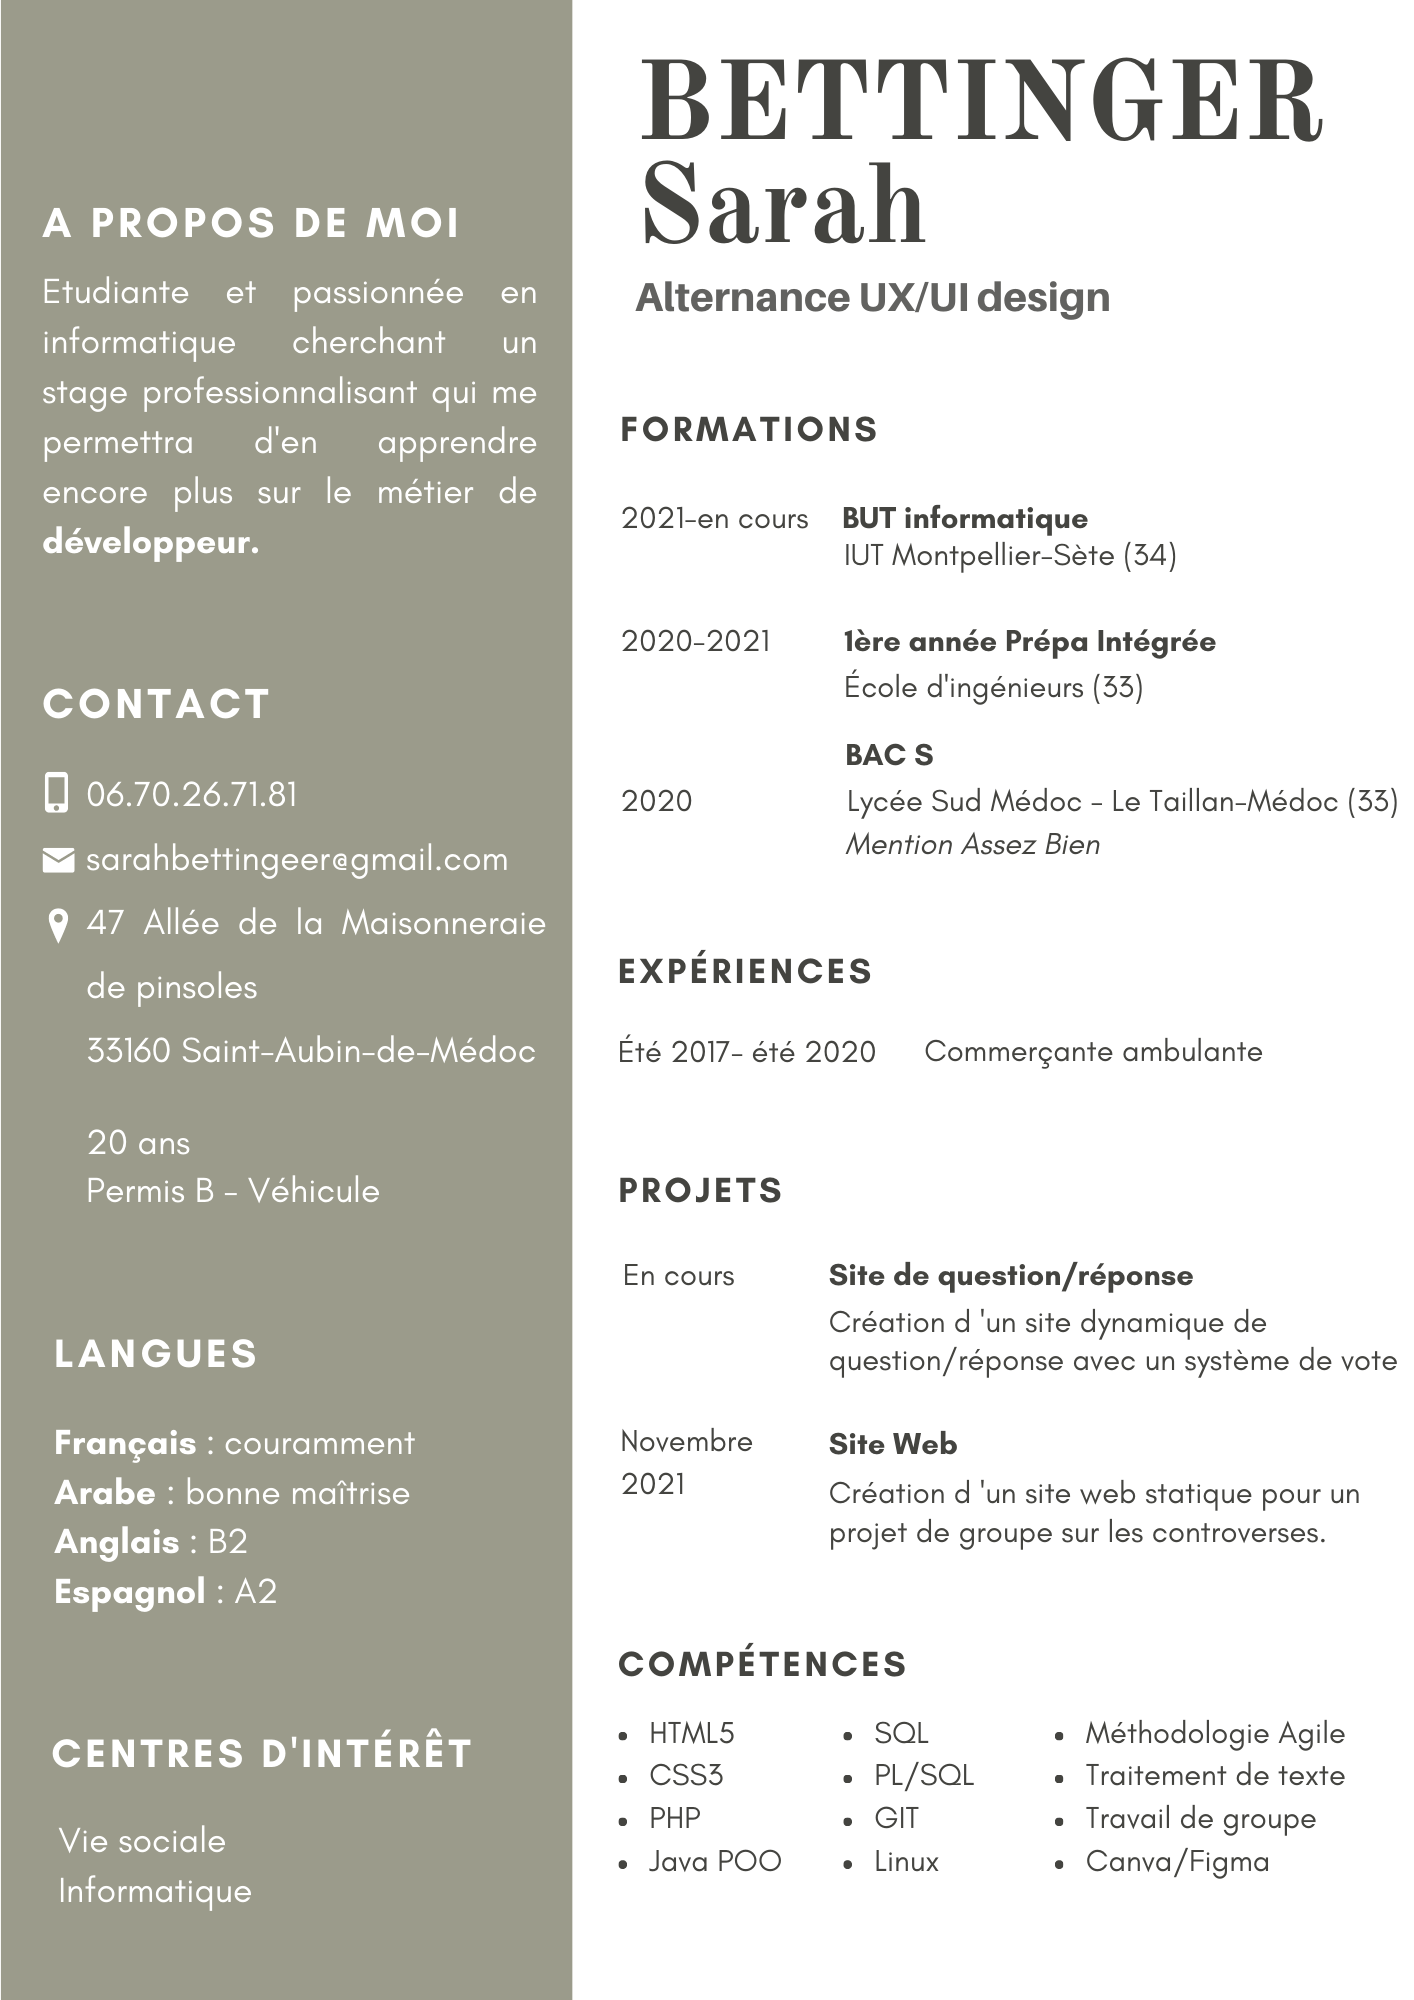 BETTINGER
Sarah
Alternance UX/UI design
A PROPOS DE MOI
Etudiante et passionnée en
informatique cherchant un
stage professionnalisant qui me
permettra d'en apprendre
encore plus sur le métier de
développeur.
CONTACT
06.70.26.71.81
sarahbettingeer@gmail.com
47 Allée de la Maisonneraie
de pinsoles
33160 Saint-Aubin-de-Médoc
20 ans
Permis B - Véhicule
LANGUES
Français : couramment
Arabe : bonne maîtrise
Anglais : B2
Espagnol : A2
CENTRES D'INTÉRÊT
Vie sociale
Informatique
FORMATIONS
2021-en cours BUT informatique
IUT Montpellier-Sète (34)
2020-2021 1ère année Prépa Intégrée
École d'ingénieurs (33)
BAC S
2020 Lycée Sud Médoc - Le Taillan-Médoc (33)
Mention Assez Bien
EXPÉRIENCES
Été 2017- été 2020 Commerçante ambulante
PROJETS
En cours Site de question/réponse
Création d 'un site dynamique de
question/réponse avec un système de vote
Novembre Site Web
2021 Création d 'un site web statique pour un
projet de groupe sur les controverses.
COMPÉTENCES
• HTML5 • SQL • Méthodologie Agile
• CSS3 • PL/SQL • Traitement de texte
• PHP • GIT • Travail de groupe
• Java POO • Linux • Canva/Figma